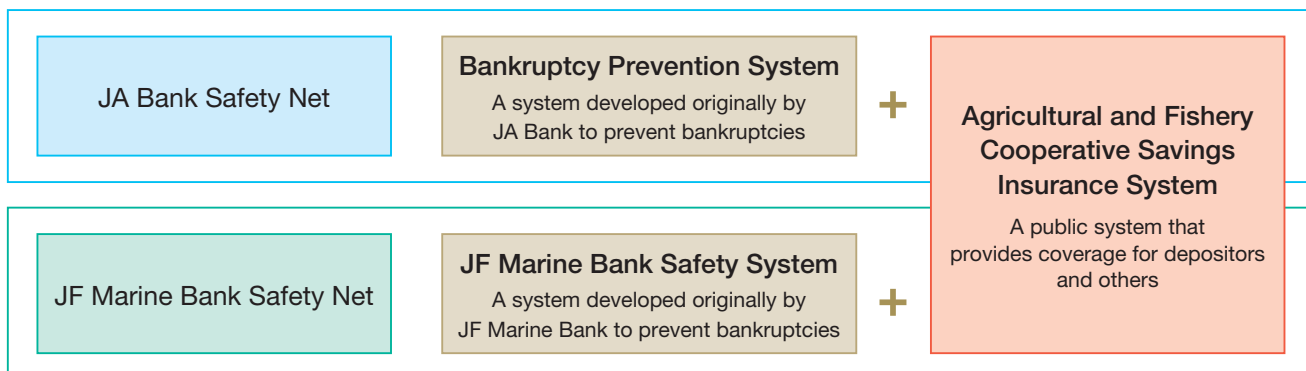 JA Bank Safety Net
Bankruptcy Prevention System
A system developed originally by
JA Bank to prevent bankruptcies
+
JF Marine Bank Safety Net
JF Marine Bank Safety System
A system developed originally by
JF Marine Bank to prevent bankruptcies
+
Agricultural and Fishery
Cooperative Savings
Insurance System
A public system that
provides coverage for depositors
and others